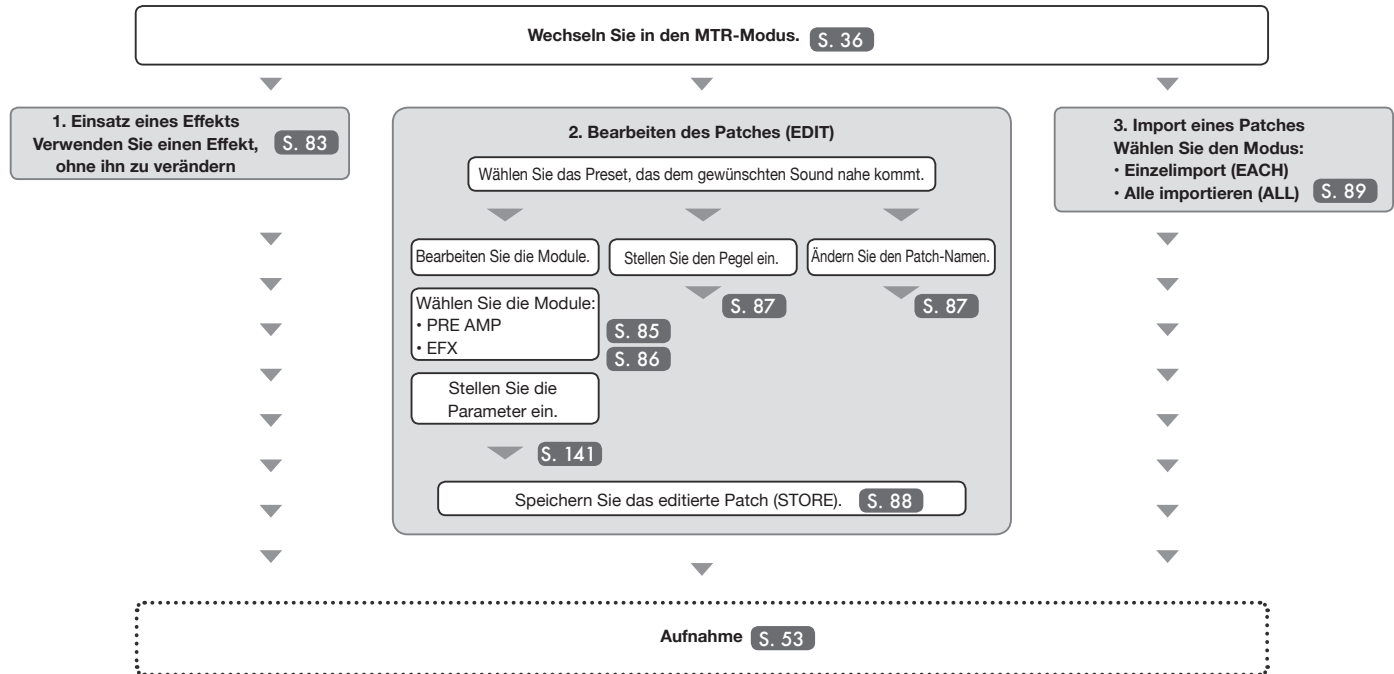 Wechseln Sie in den MTR-Modus. S. 36
1. Einsatz eines Effekts
Verwenden Sie einen Effekt, S. 83
ohne ihn zu verändern
2. Bearbeiten des Patches (EDIT)
Wählen Sie das Preset, das dem gewünschten Sound nahe kommt.
Bearbeiten Sie die Module.
Wählen Sie die Module:
• PRE AMP
• EFX
S. 85
S. 86
Stellen Sie die
Parameter ein.
S. 141
Stellen Sie den Pegel ein.
S. 87
Ändern Sie den Patch-Namen.
S. 87
Speichern Sie das editierte Patch (STORE). S. 88
3. Import eines Patches
Wählen Sie den Modus:
• Einzelimport (EACH)
• Alle importieren (ALL) S. 89
Aufnahme S. 53